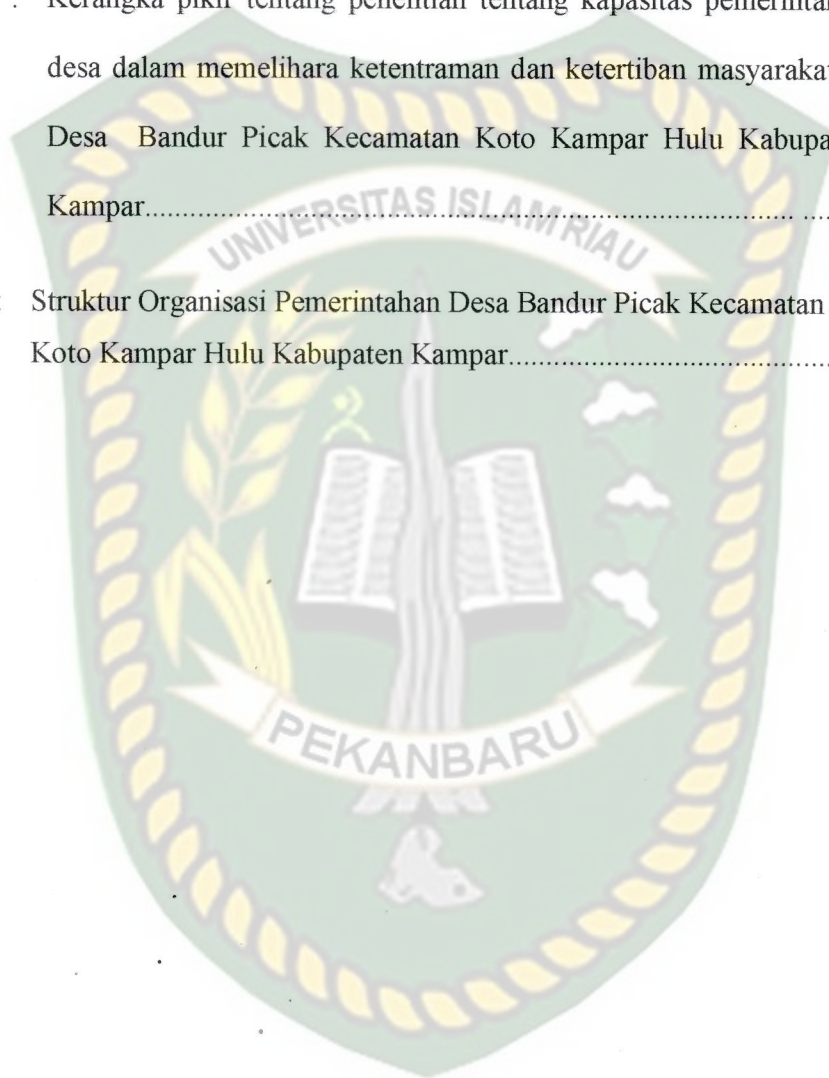 : Kerangka pikir tentang penelitian tentang kapasitas pemerintah
desa dalam memelihara ketentraman dan ketertiban masyarakat
Desa Bandur Picak Kecamatan Koto Kampar Hulu
Kampar........................................................................................ ....
UNIVERSITAS ISLAM RIAU
: Struktur Organisasi Pemerintahan Desa Bandur Picak Kecamatan
Koto Kampar Hulu Kabupaten Kampar............................................
PEKANBARU